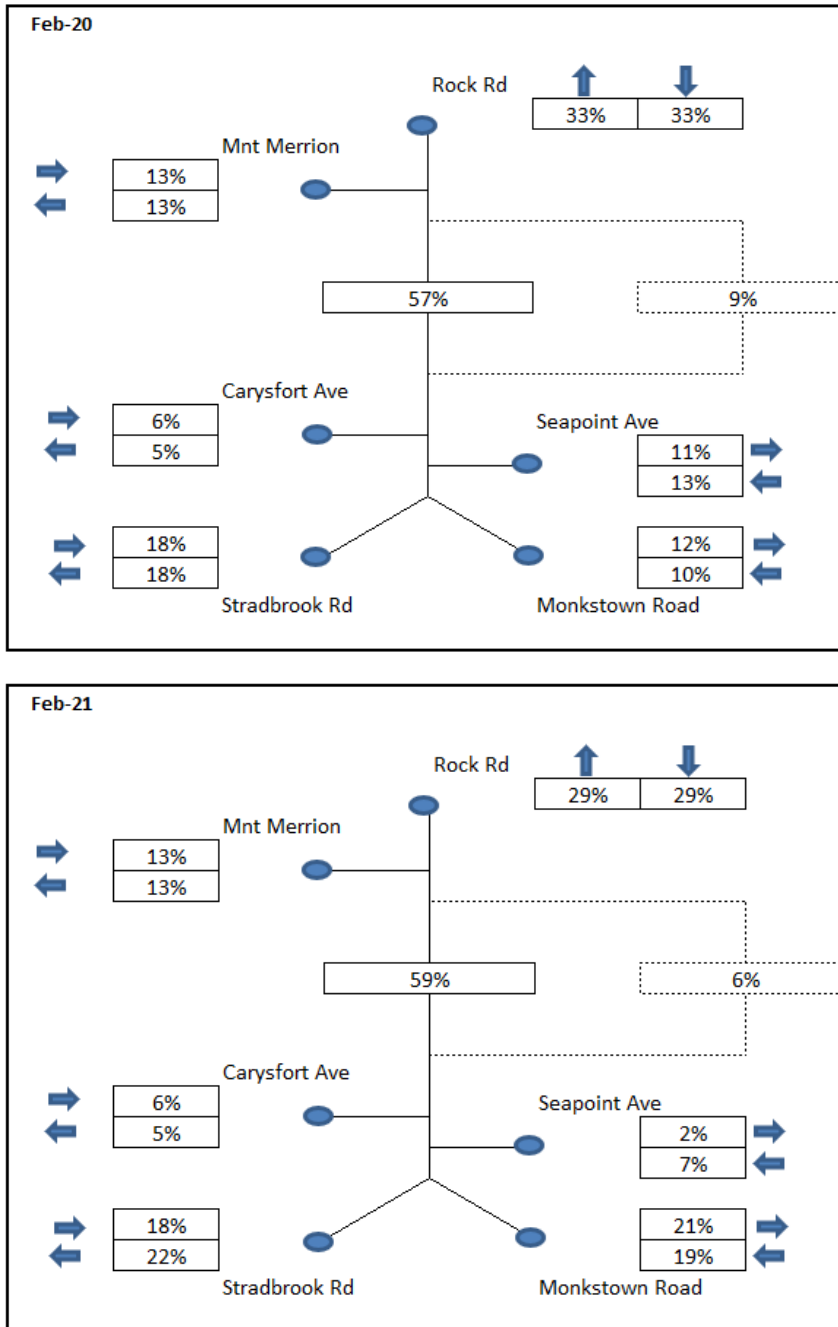 Feb-20
Rock Rd
33% 33%
Mnt Merrion
13%
13%
57% 9%
Carysfort Ave
6%
5%
Seapoint Ave
11%
13%
18%
18%
12%
10%
Stradbrook Rd Monkstown Road
Feb-21
Rock Rd
29% 29%
Mnt Merrion
13%
13%
59% 6%
Carysfort Ave
6%
5%
Seapoint Ave
2%
7%
18%
22%
21%
19%
Stradbrook Rd Monkstown Road